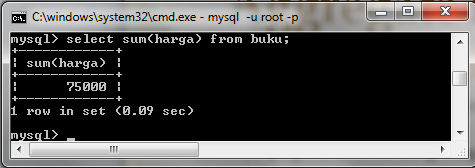 C:\windows\system32\cmd.exe - mysql -u root -p
mysql> select sum(harga) from buku;
+------------+
| sum(harga) |
+------------+
|      75000 |
+------------+
1 row in set (0.09 sec)
mysql> _